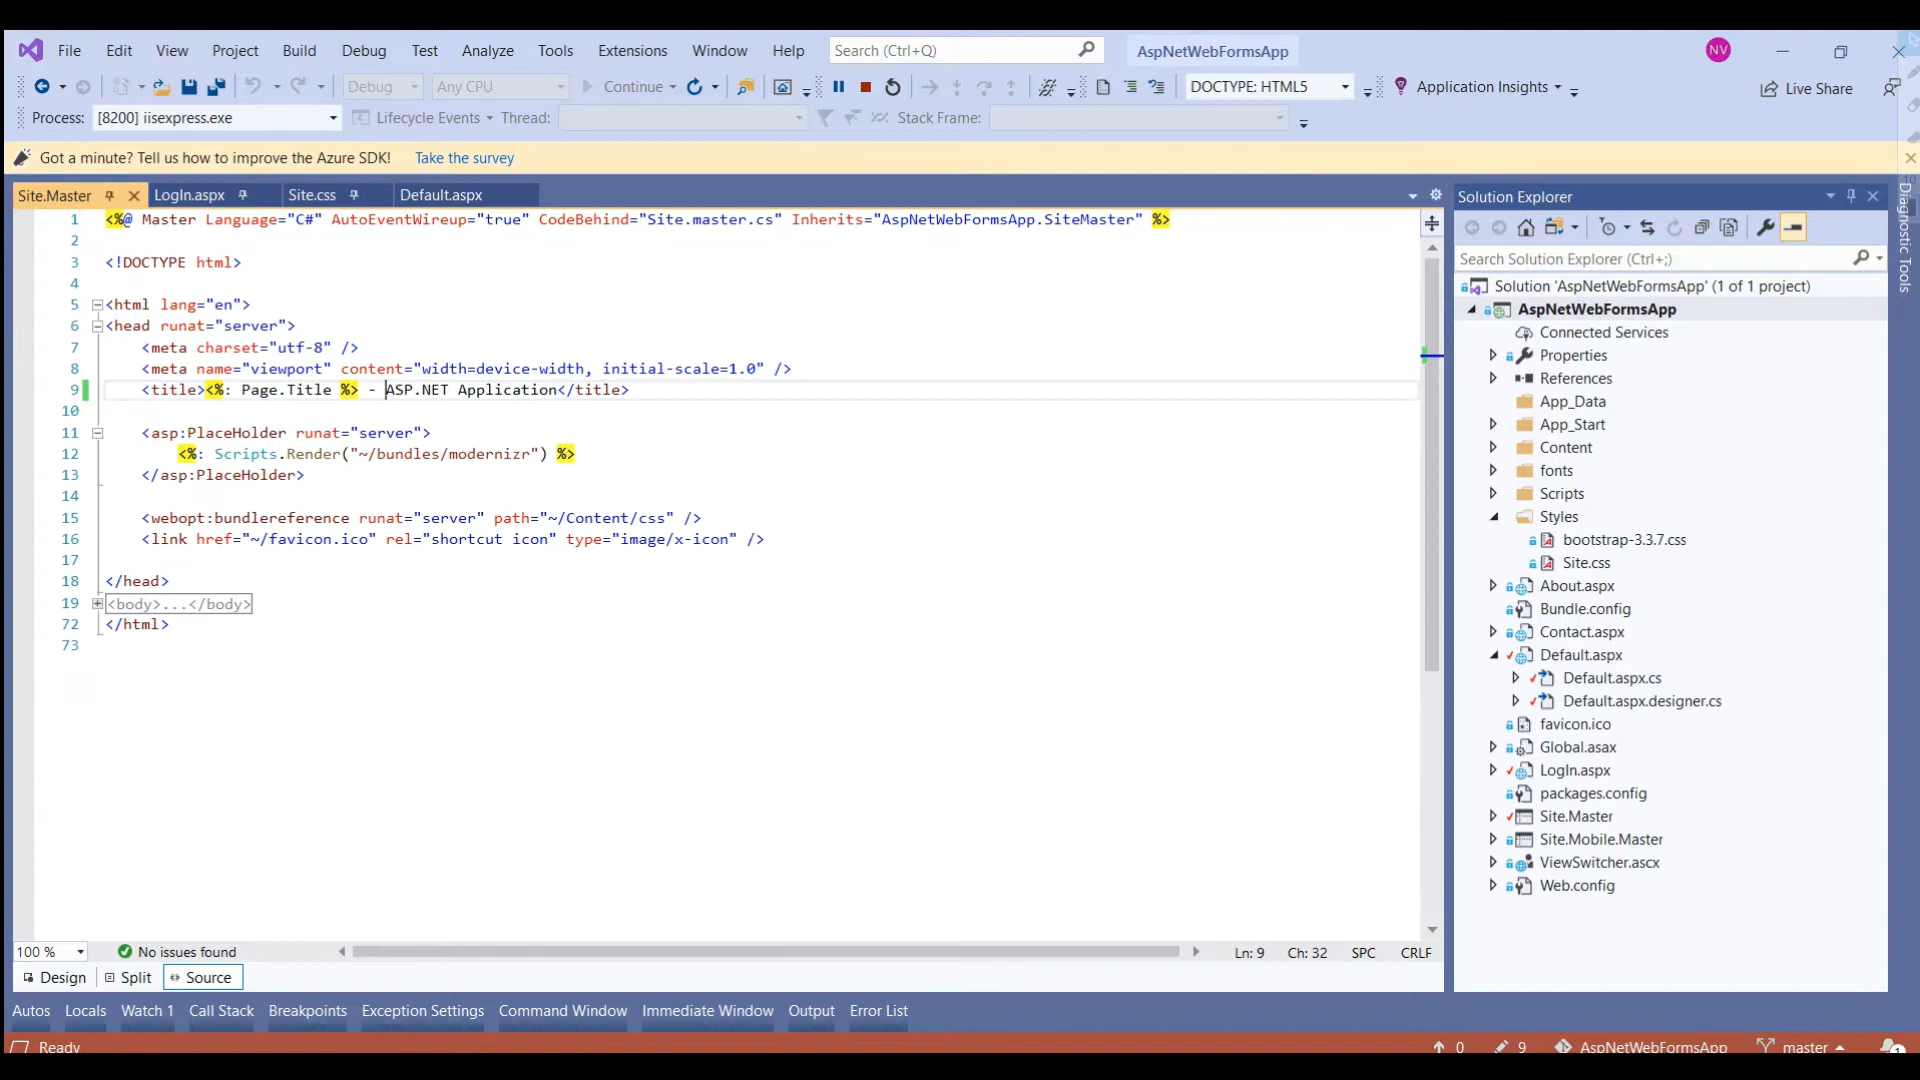 File Edit View Project Build Debug Test Analyze Tools Extensions Window Help Search (Ctrl+Q) AspNetWebFormsApp NV
Debug Any CPU Continue DOCTYPE: HTML5 Application Insights Live Share
Process: [8200] iisexpress.exe Lifecycle Events Thread: Stack Frame:
Got a minute? Tell us how to improve the Azure SDK! Take the survey
Site.Master LogIn.aspx Site.css Default.aspx
1 <%@ Master Language="C#" AutoEventWireup="true" CodeBehind="Site.master.cs" Inherits="AspNetWebFormsApp.SiteMaster" %>
2
3 <!DOCTYPE html>
4
5 <html lang="en">
6 <head runat="server">
7 <meta charset="utf-8" />
8 <meta name="viewport" content="width=device-width, initial-scale=1.0" />
9 <title><%: Page.Title %> - ASP.NET Application</title>
10
11 <asp:PlaceHolder runat="server">
12 <%: Scripts.Render("~/bundles/modernizr") %>
13 </asp:PlaceHolder>
14
15 <webopt:bundlereference runat="server" path="~/Content/css" />
16 <link href="~/favicon.ico" rel="shortcut icon" type="image/x-icon" />
17
18 </head>
19 <body>...</body>
72 </html>
73
100 % No issues found Ln: 9 Ch: 32 SPC CRLF
Design Split Source
Solution Explorer
Search Solution Explorer (Ctrl+;)
Solution 'AspNetWebFormsApp' (1 of 1 project)
AspNetWebFormsApp
Connected Services
Properties
References
App_Data
App_Start
Content
fonts
Scripts
Styles
bootstrap-3.3.7.css
Site.css
About.aspx
Bundle.config
Contact.aspx
Default.aspx
Default.aspx.cs
Default.aspx.designer.cs
favicon.ico
Global.asax
LogIn.aspx
packages.config
Site.Master
Site.Mobile.Master
ViewSwitcher.ascx
Web.config
Diagnostic Tools
Autos Locals Watch 1 Call Stack Breakpoints Exception Settings Command Window Immediate Window Output Error List
Ready 0 9 AspNetWebFormsApp master 1